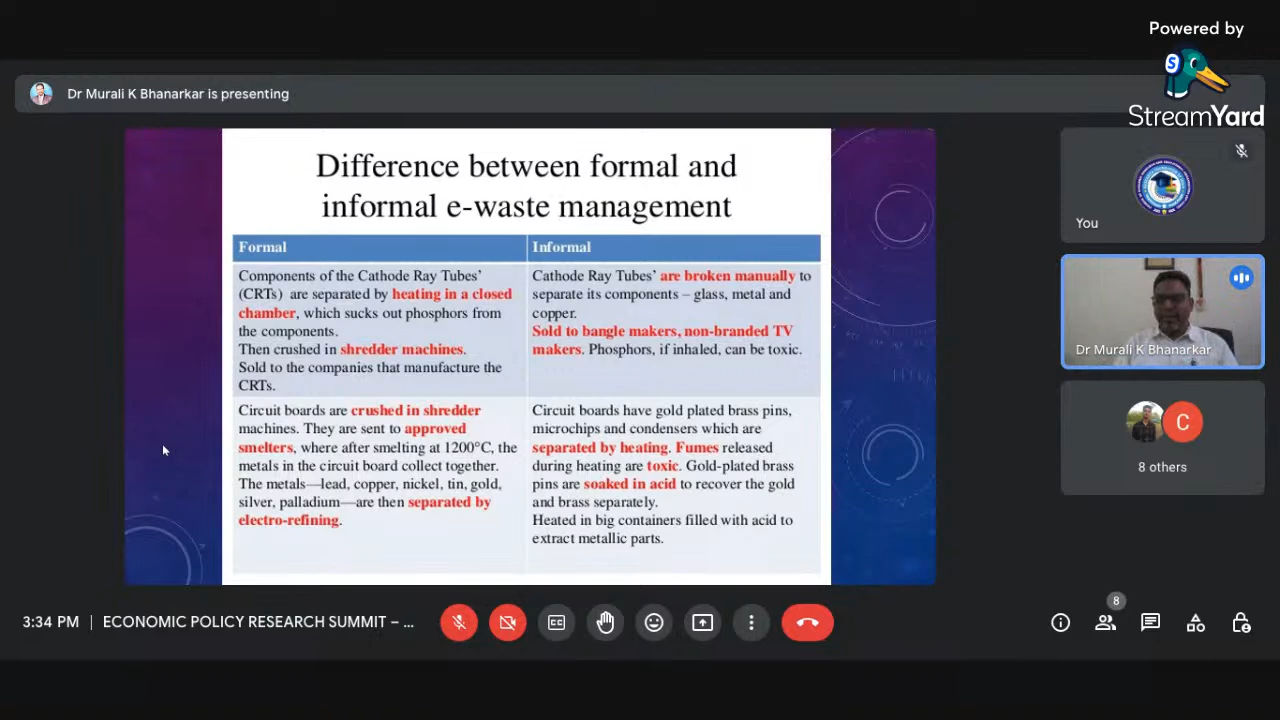 Powered by
StreamYard
Dr Murali K Bhanarkar is presenting
Difference between formal and
informal e-waste management
Formal
Components of the Cathode Ray Tubes'
(CRTs) are separated by heating in a closed
chamber, which sucks out phosphors from
the components.
Then crushed in shredder machines.
Sold to the companies that manufacture the
CRTs.
Informal
Cathode Ray Tubes' are broken manually to
separate its components – glass, metal and
copper.
Sold to bangle makers, non-branded TV
makers. Phosphors, if inhaled, can be toxic.
Circuit boards are crushed in shredder
machines. They are sent to approved
smelters, where after smelting at 1200°C, the
metals in the circuit board collect together.
The metals—lead, copper, nickel, tin, gold,
silver, palladium—are then separated by
electro-refining.
Circuit boards have gold plated brass pins,
microchips and condensers which are
separated by heating. Fumes released
during heating are toxic. Gold-plated brass
pins are soaked in acid to recover the gold
and brass separately.
Heated in big containers filled with acid to
extract metallic parts.
You
Dr Murali K Bhanarkar
C
8 others
3:34 PM | ECONOMIC POLICY RESEARCH SUMMIT – ...
8